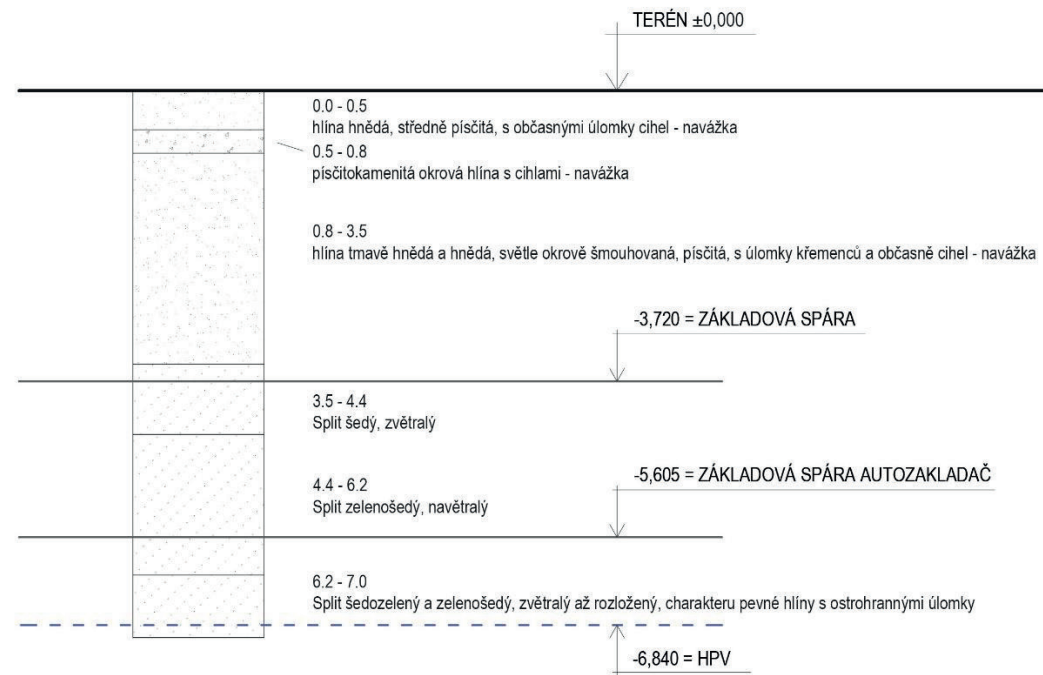 TERÉN ±0,000
0.0 - 0.5
hlína hnědá, středně písčitá, s občasnými úlomky cihel - navážka
0.5 - 0.8
písčitokamenitá okrová hlína s cihlami - navážka
0.8 - 3.5
hlína tmavě hnědá a hnědá, světle okrově šmouhovaná, písčitá, s úlomky křemenců a občasně cihel - navážka
-3,720 = ZÁKLADOVÁ SPÁRA
3.5 - 4.4
Split šedý, zvětralý
4.4 - 6.2
Split zelenošedý, navětralý
-5,605 = ZÁKLADOVÁ SPÁRA AUTOZAKLADAČ
6.2 - 7.0
Split šedozelený a zelenošedý, zvětralý až rozložený, charakteru pevné hlíny s ostrohrannými úlomky
-6,840 = HPV